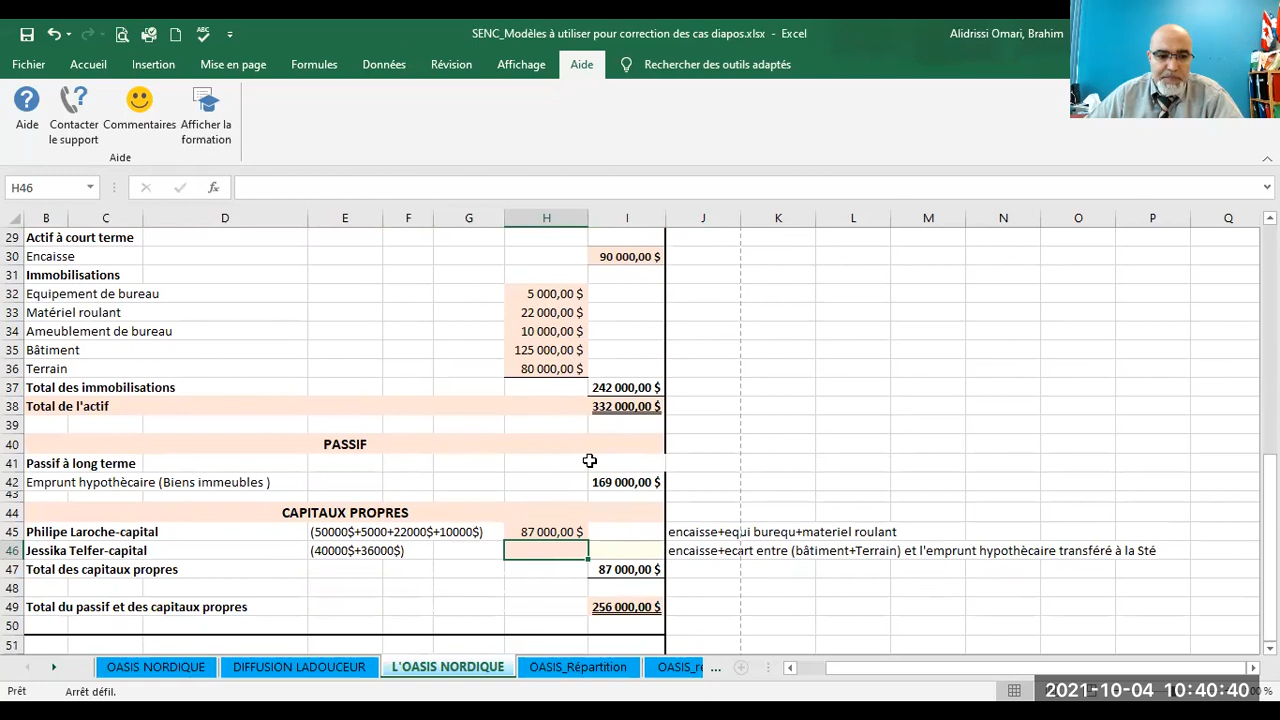 SENC_Modèles à utiliser pour correction des cas diapos.xlsx - Excel
Alidrissi Omari, Brahim
Fichier Accueil Insertion Mise en page Formules Données Révision Affichage Aide Rechercher des outils adaptés
Aide
Contacter le support
Commentaires
Afficher la formation
Aide
H46
B C D E F G H I J K L M N O P Q
29 Actif à court terme
30 Encaisse 90 000,00 $
31 Immobilisations
32 Equipement de bureau 5 000,00 $
33 Matériel roulant 22 000,00 $
34 Ameublement de bureau 10 000,00 $
35 Bâtiment 125 000,00 $
36 Terrain 80 000,00 $
37 Total des immobilisations 242 000,00 $
38 Total de l'actif 332 000,00 $
39
40 PASSIF
41 Passif à long terme
42 Emprunt hypothècaire (Biens immeubles ) 169 000,00 $
43
44 CAPITAUX PROPRES
45 Philipe Laroche-capital (50000$+5000+22000$+10000$) 87 000,00 $ encaisse+equi burequ+materiel roulant
46 Jessika Telfer-capital (40000$+36000$) encaisse+ecart entre (bâtiment+Terrain) et l'emprunt hypothècaire transféré à la Sté
47 Total des capitaux propres 87 000,00 $
48
49 Total du passif et des capitaux propres 256 000,00 $
50
51
OASIS NORDIQUE DIFFUSION LADOUCEUR L'OASIS NORDIQUE OASIS_Répartition OASIS_re ...
Prêt Arrêt défil.
2021-10-04 10:40:40